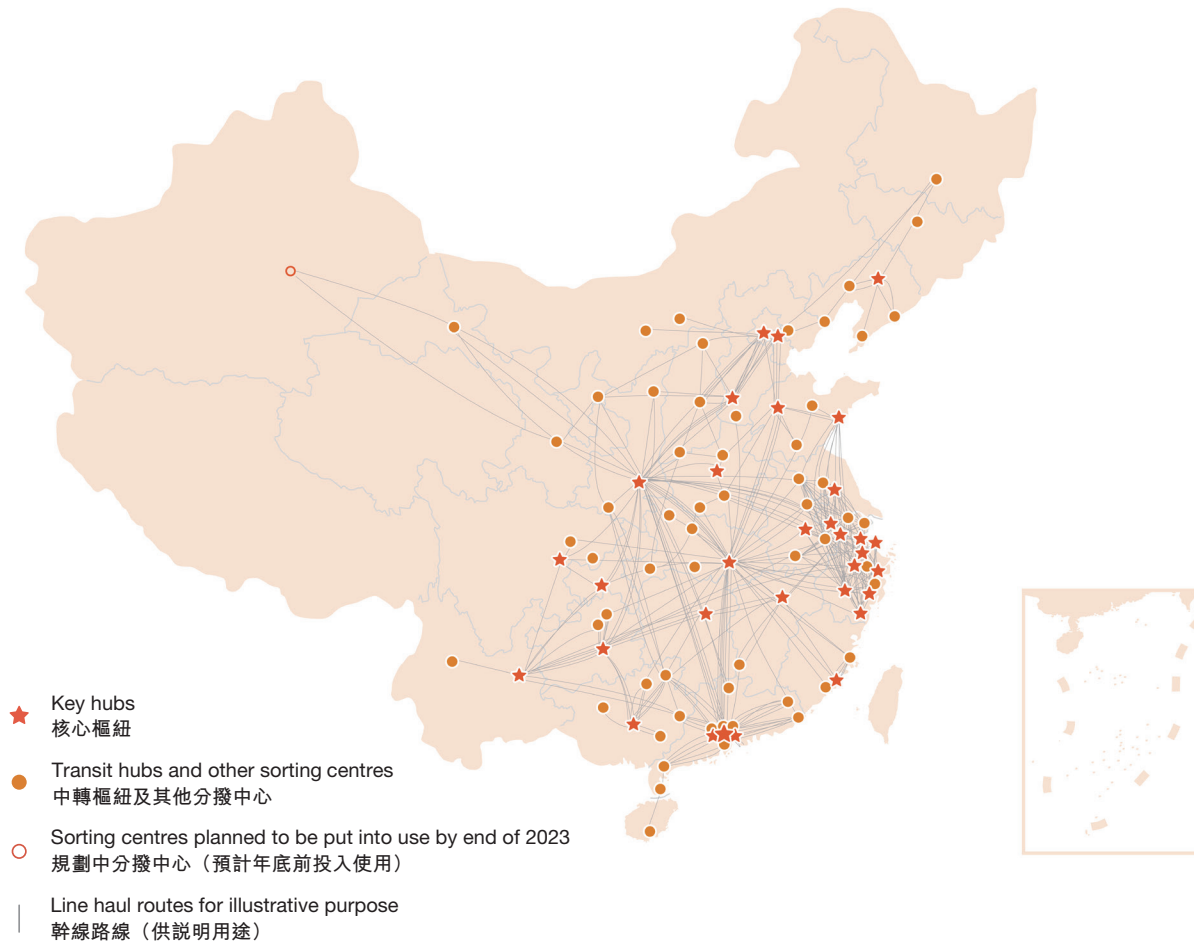 Key hubs
核心樞紐
Transit hubs and other sorting centres
中轉樞紐及其他分撥中心
Sorting centres planned to be put into use by end of 2023
規劃中分撥中心（預計年底前投入使用）
Line haul routes for illustrative purpose
幹線路線（供説明用途）